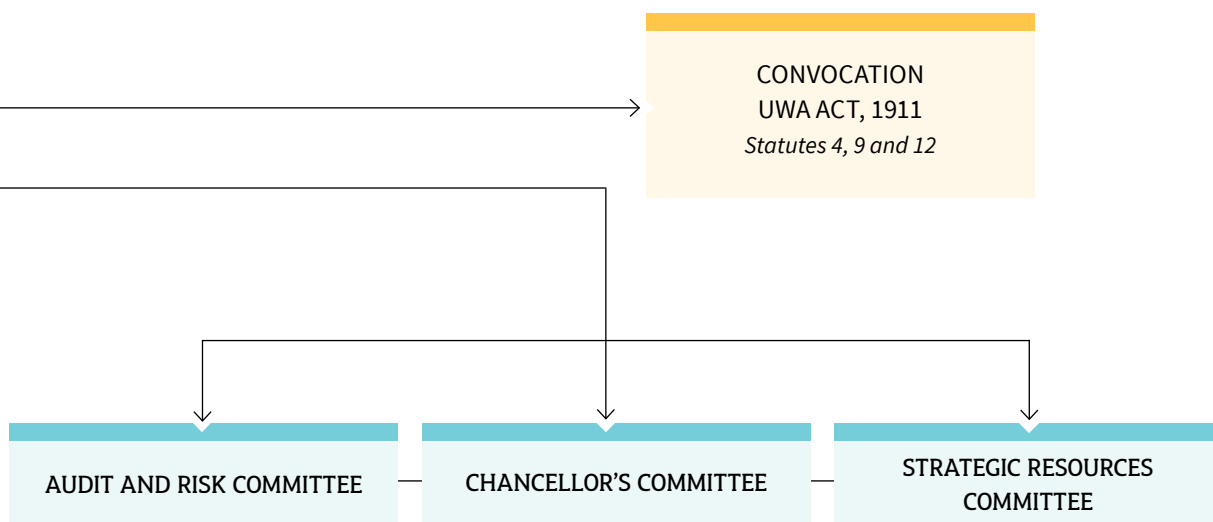 CONVOCATION
UWA ACT, 1911
Statutes 4, 9 and 12
AUDIT AND RISK COMMITTEE
CHANCELLOR’S COMMITTEE
STRATEGIC RESOURCES
COMMITTEE